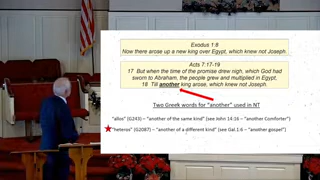 Exodus 1:8
Now there arose up a new king over Egypt, which knew not Joseph.
Acts 7:17-19
17 But when the time of the promise drew nigh, which God had
sworn to Abraham, the people grew and multiplied in Egypt,
18 Till another king arose, which knew not Joseph.
Two Greek words for "another" used in NT
"allos" (G243) – "another of the same kind" (see John 14:16 – "another Comforter")
"heteros" (G2087) – "another of a different kind" (see Gal.1:6 – "another gospel")